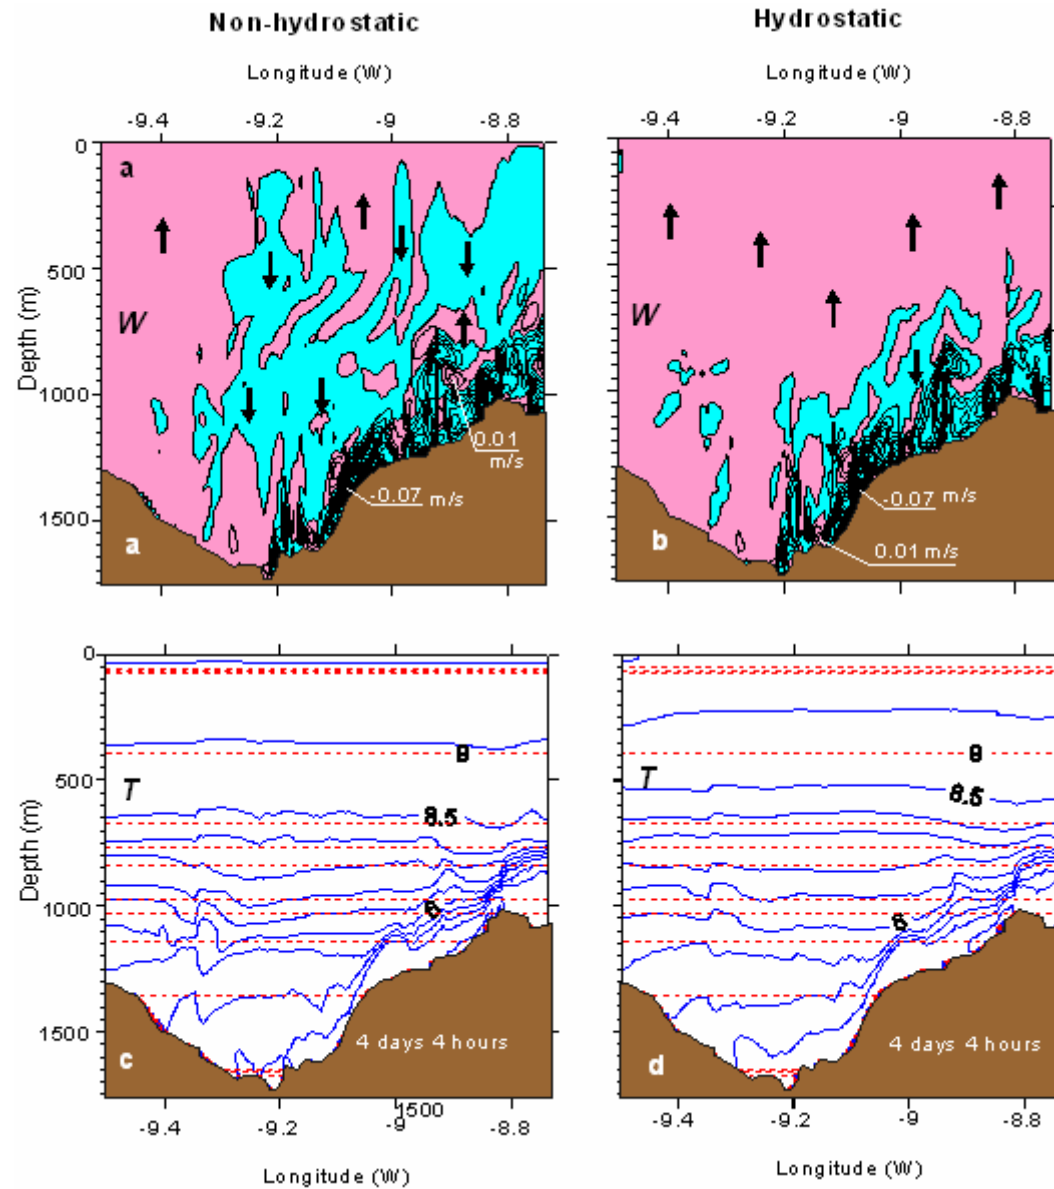 Non-hydrostatic Hydrostatic
Longitude (W) Longitude (W)
-9.4 -9.2 -9 -8.8 -9.4 -9.2 -9 -8.8
0
a
500
W W
Depth (m)
1000
0.01
m/s
-0.07 m/s -0.07 m/s
1500
a b
0.01 m/s
0
9 9
500
T T
8.5 8.5
Depth (m)
1000
6 6
1500
4 days 4 hours 4 days 4 hours
c d
1500
-9.4 -9.2 -9 -8.8 -9.4 -9.2 -9 -8.8
Longitude (W) Longitude (W)